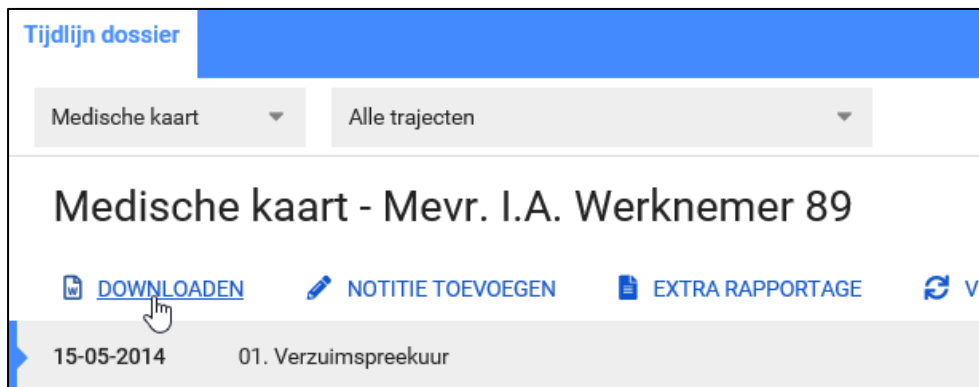 Tijdlijn dossier
Medische kaart Alle trajecten
Medische kaart - Mevr. I.A. Werknemer 89
DOWNLOADEN NOTITIE TOEVOEGEN EXTRA RAPPORTAGE V
15-05-2014 01. Verzuimspreekuur